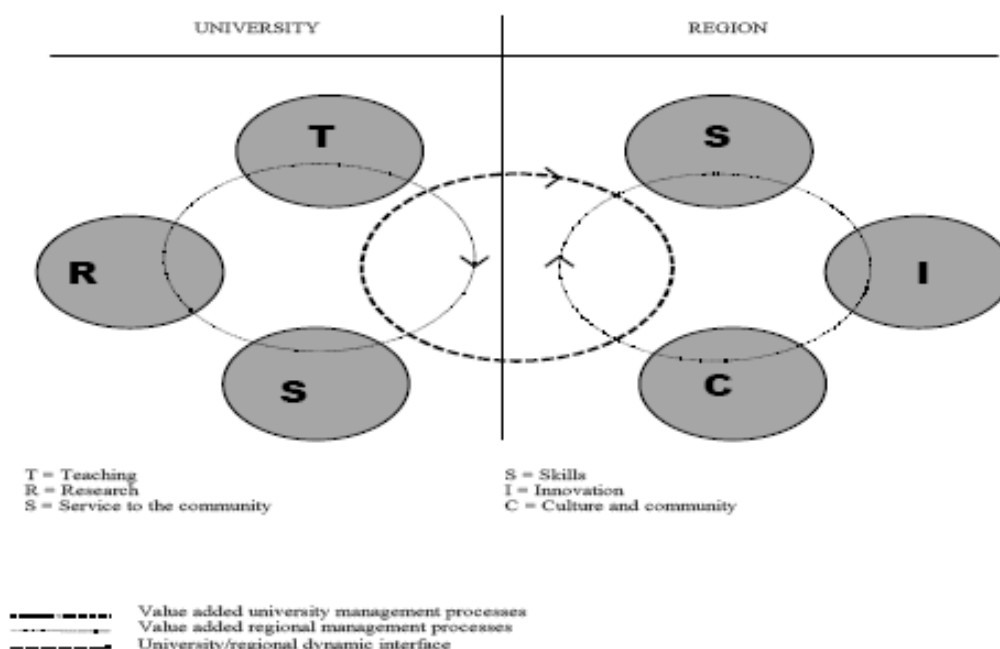 UNIVERSITY
REGION
T
S
R
I
S
C
T = Teaching
R = Research
S = Service to the community
S = Skills
I = Innovation
C = Culture and community
Value added university management processes
Value added regional management processes
University/regional dynamic interface